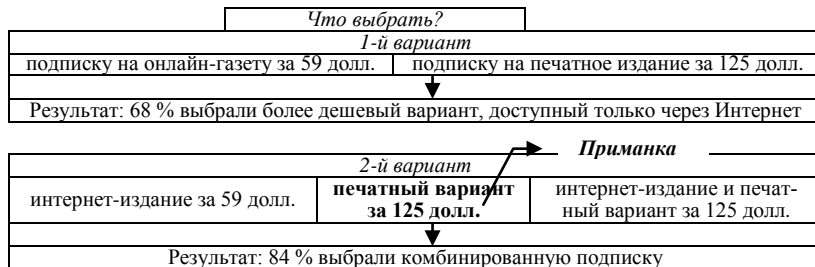 Что выбрать?
1-й вариант
подписку на онлайн-газету за 59 долл. подписку на печатное издание за 125 долл.
Результат: 68 % выбрали более дешевый вариант, доступный только через Интернет
Приманка
2-й вариант
интернет-издание за 59 долл. печатный вариант за 125 долл. интернет-издание и печат-
ный вариант за 125 долл.
Результат: 84 % выбрали комбинированную подписку